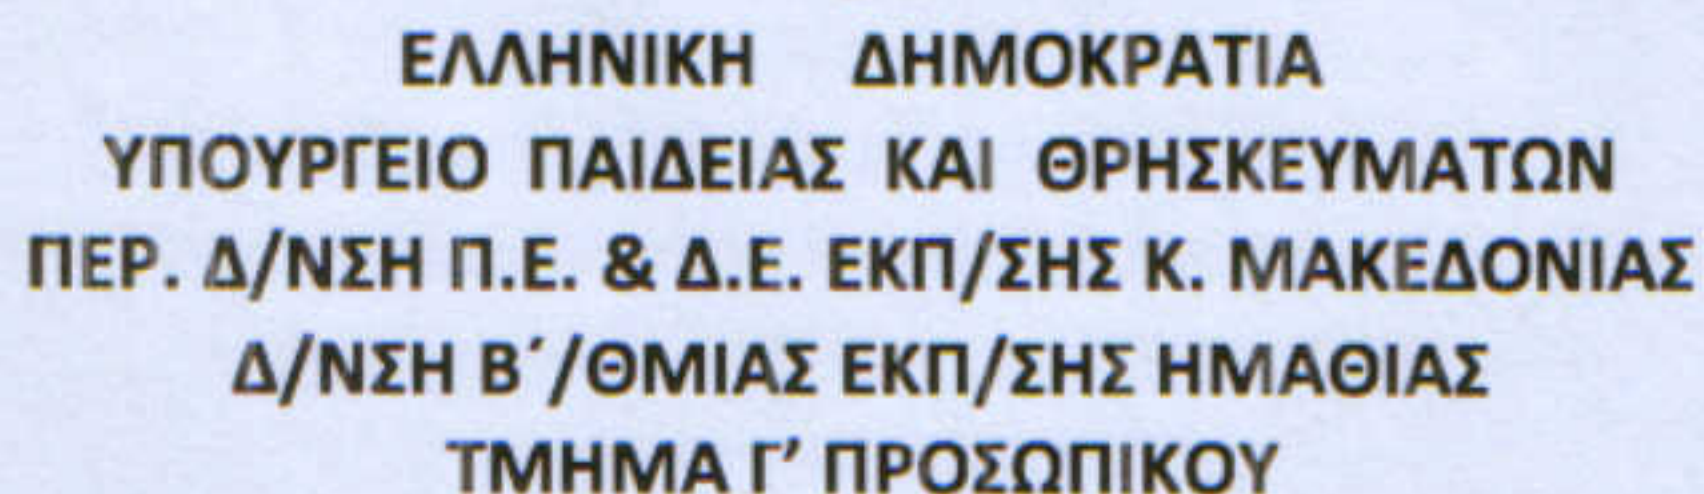 ΕΛΛΗΝΙΚΗ ΔΗΜΟΚΡΑΤΙΑ
ΥΠΟΥΡΓΕΙΟ ΠΑΙΔΕΙΑΣ ΚΑΙ ΘΡΗΣΚΕΥΜΑΤΩΝ
ΠΕΡ. Δ/ΝΣΗ Π.Ε. & Δ.Ε. ΕΚΠ/ΣΗΣ Κ. ΜΑΚΕΔΟΝΙΑΣ
Δ/ΝΣΗ Β΄/ΘΜΙΑΣ ΕΚΠ/ΣΗΣ ΗΜΑΘΙΑΣ
ΤΜΗΜΑ Γ’ ΠΡΟΣΩΠΙΚΟΥ